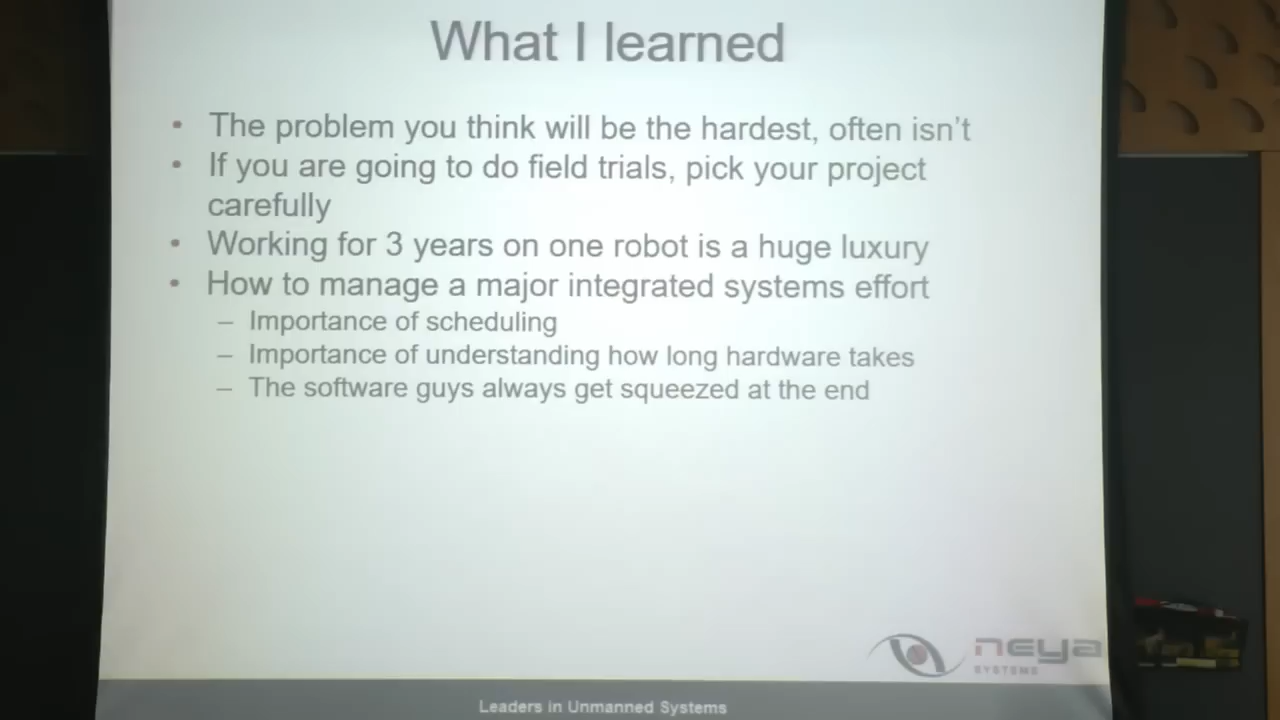 What I learned
• The problem you think will be the hardest, often isn't
• If you are going to do field trials, pick your project
carefully
• Working for 3 years on one robot is a huge luxury
• How to manage a major integrated systems effort
– Importance of scheduling
– Importance of understanding how long hardware takes
– The software guys always get squeezed at the end
neya
SYSTEMS
Leaders in Unmanned Systems